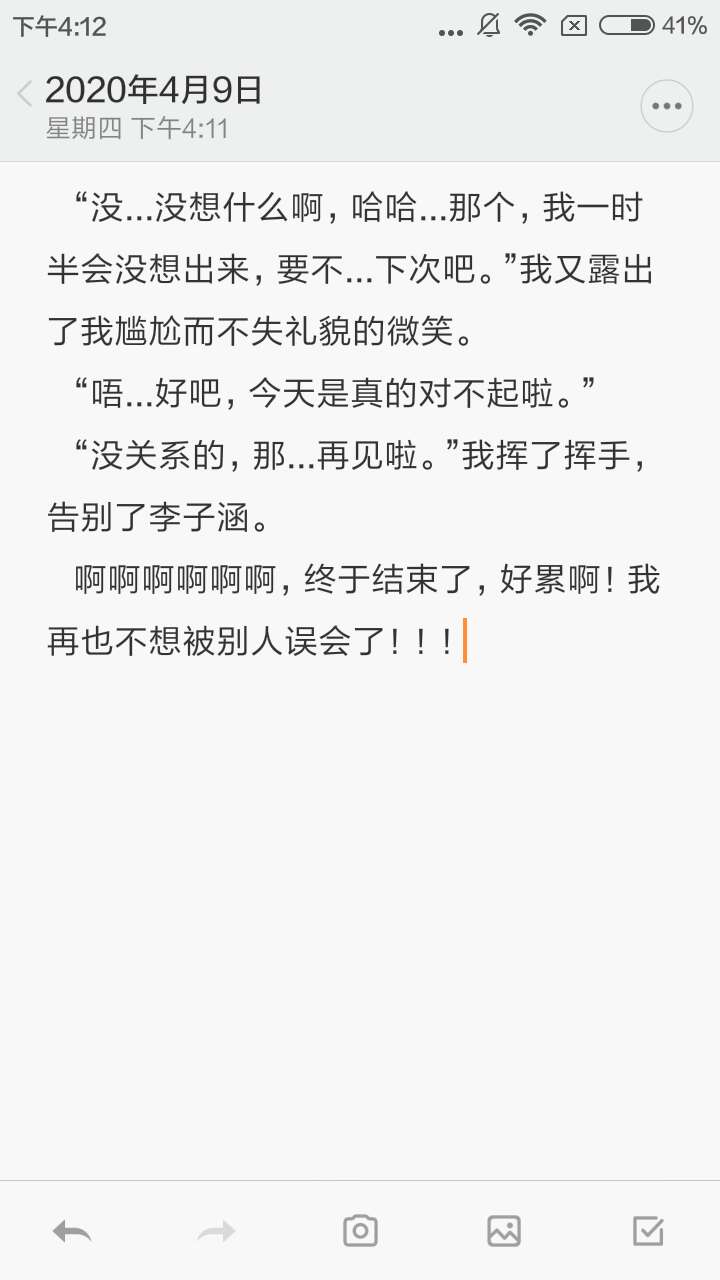 下午4:12
... 41%
2020年4月9日
星期四 下午4:11
“没...没想什么啊，哈哈...那个，我一时
半会没想出来，要不...下次吧。”我又露出
了我尴尬而不失礼貌的微笑。
“唔...好吧，今天是真的对不起啦。”
“没关系的，那...再见啦。”我挥了挥手，
告别了李子涵。
啊啊啊啊啊啊，终于结束了，好累啊！我
再也不想被别人误会了！！！